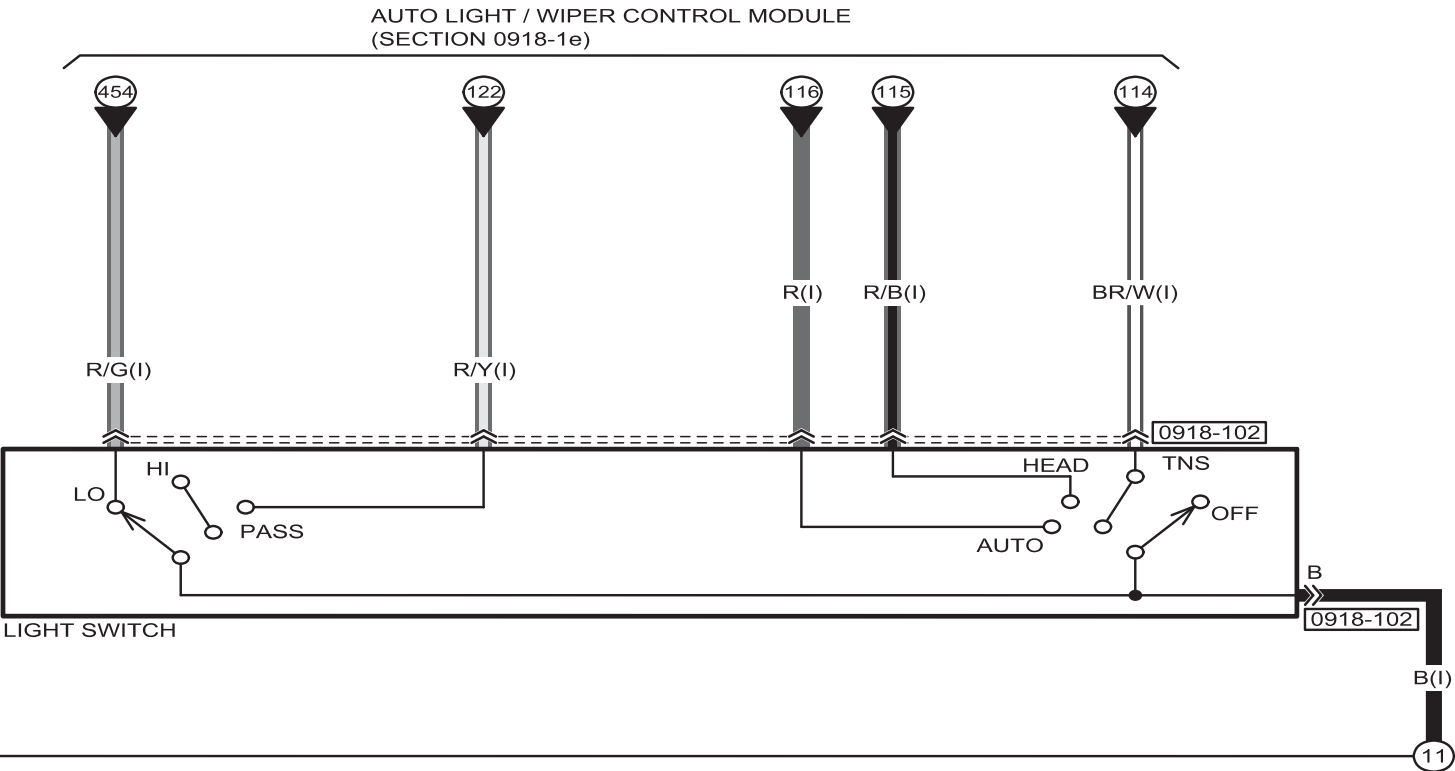 AUTO LIGHT / WIPER CONTROL MODULE
(SECTION 0918-1e)
454
122
116
115
114
R(I)
R/B(I)
BR/W(I)
R/G(I)
R/Y(I)
0918-102
HI
HEAD
TNS
LO
OFF
PASS
AUTO
B
0918-102
LIGHT SWITCH
B(I)
11